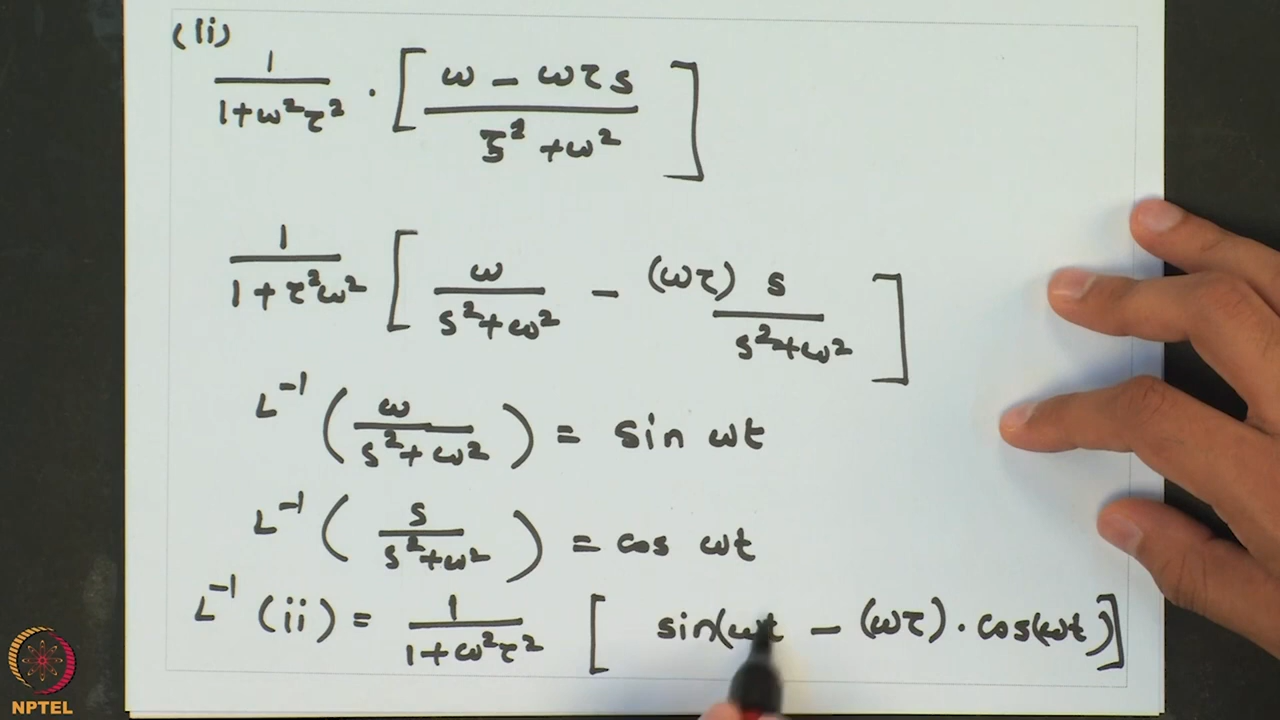 (ii)
1/(1+ω²τ²) · [ (ω − ωτs)/(s² + ω²) ]
1/(1+τ²ω²) [ ω/(s²+ω²) − (ωτ) s/(s²+ω²) ]
L⁻¹ ( ω/(s²+ω²) ) = sin ωt
L⁻¹ ( s/(s²+ω²) ) = cos ωt
L⁻¹ (ii) = 1/(1+ω²τ²) [ sin(ωt − (ωτ) · cos(ωt) ]
NPTEL